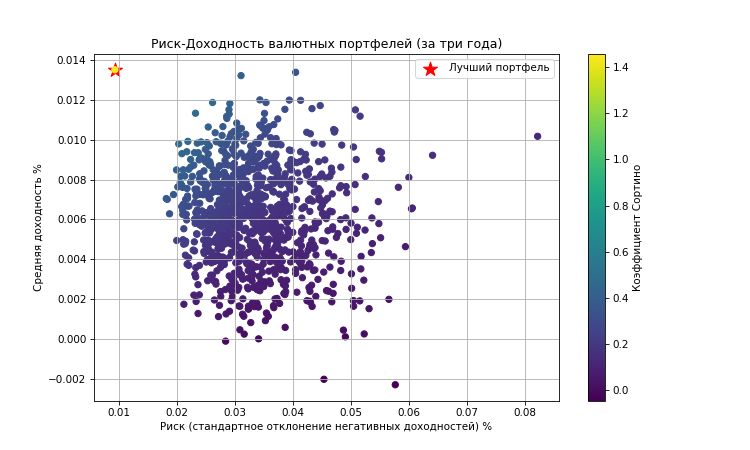 Риск-Доходность валютных портфелей (за три года)
Лучший портфель
Средняя доходность %
0.014
0.012
0.010
0.008
0.006
0.004
0.002
0.000
−0.002
0.01 0.02 0.03 0.04 0.05 0.06 0.07 0.08
Риск (стандартное отклонение негативных доходностей) %
1.4
1.2
1.0
0.8
0.6
0.4
0.2
0.0
Коэффициент Сортино